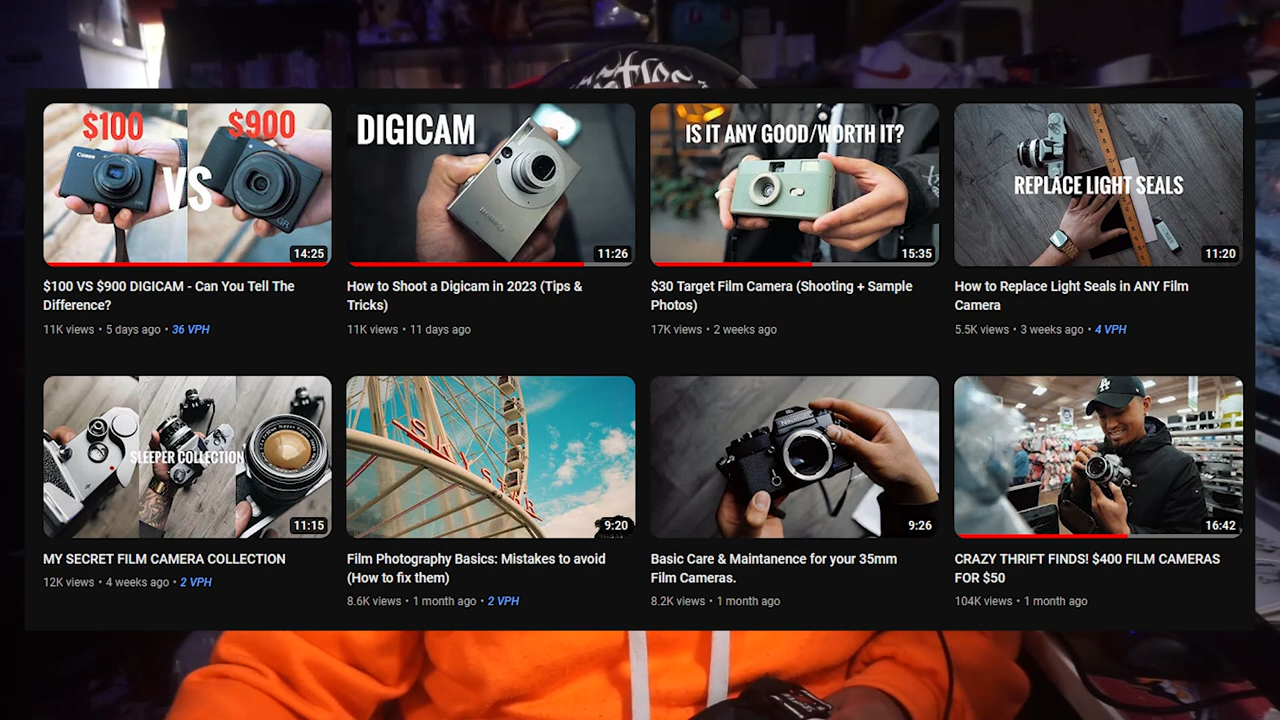 $100
$900
Canon
VS
GR
14:25
DIGICAM
11:26
IS IT ANY GOOD/WORTH IT?
15:35
REPLACE LIGHT SEALS
11:20
$100 VS $900 DIGICAM - Can You Tell The
Difference?
11K views • 5 days ago • 36 VPH
How to Shoot a Digicam in 2023 (Tips &
Tricks)
11K views • 11 days ago
$30 Target Film Camera (Shooting + Sample
Photos)
17K views • 2 weeks ago
How to Replace Light Seals in ANY Film
Camera
5.5K views • 3 weeks ago • 4 VPH
SLEEPER COLLECTION
11:15
9:20
9:26
LA
16:42
MY SECRET FILM CAMERA COLLECTION
12K views • 4 weeks ago • 2 VPH
Film Photography Basics: Mistakes to avoid
(How to fix them)
8.6K views • 1 month ago • 2 VPH
Basic Care & Maintanence for your 35mm
Film Cameras.
8.2K views • 1 month ago
CRAZY THRIFT FINDS! $400 FILM CAMERAS
FOR $50
104K views • 1 month ago